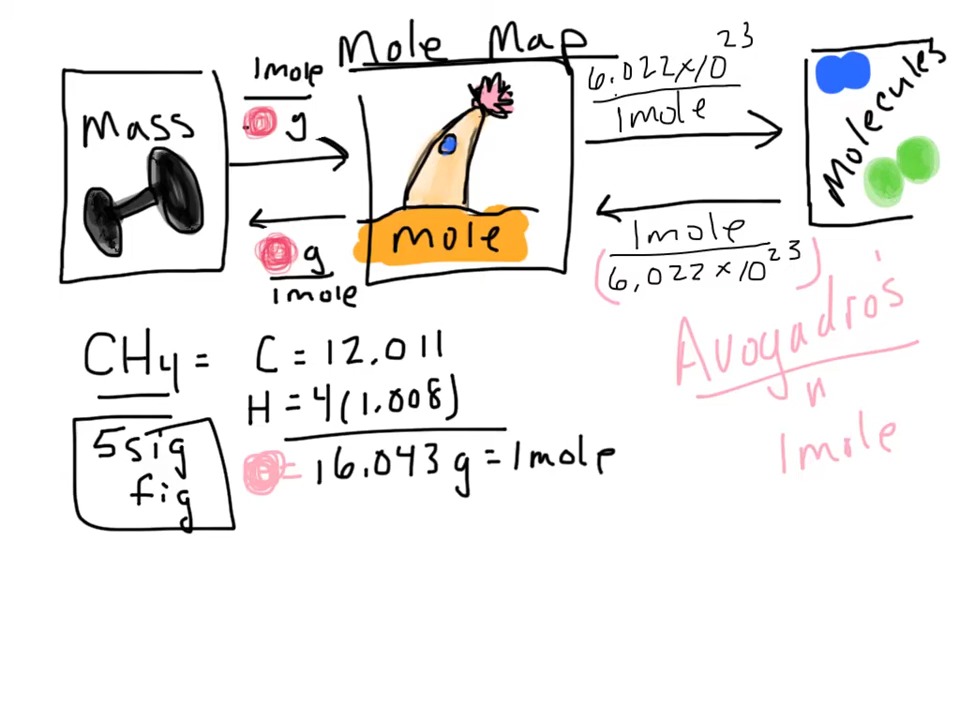 Mole Map
Mass
1mole
g
g
1mole
mole
6.022×10^23
1mole
1mole
(6.022×10^23)
Molecules
Avogadro's
n
1mole
CH4 = C = 12.011
H = 4(1.008)
= 16.043 g = 1mole
5 sig
fig